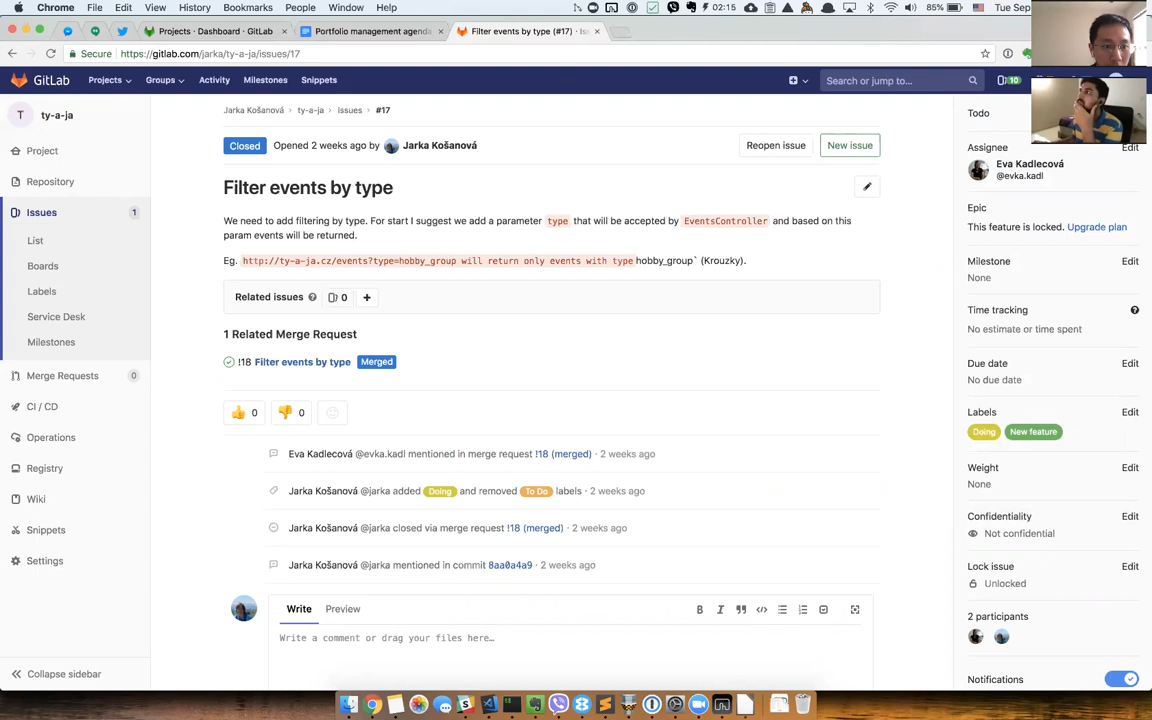 Chrome File Edit View History Bookmarks People Window Help 02:15 85% Tue Sep
Projects · Dashboard · GitLab × Portfolio management agenda × Filter events by type (#17) · Is ×
Secure https://gitlab.com/jarka/ty-a-ja/issues/17
GitLab Projects Groups Activity Milestones Snippets Search or jump to... 10
T ty-a-ja
Project
Repository
Issues 1
List
Boards
Labels
Service Desk
Milestones
Merge Requests 0
CI / CD
Operations
Registry
Wiki
Snippets
Settings
Collapse sidebar
Jarka Košanová › ty-a-ja › Issues › #17
Closed Opened 2 weeks ago by Jarka Košanová Reopen issue New issue
Filter events by type
We need to add filtering by type. For start I suggest we add a parameter type that will be accepted by EventsController and based on this
param events will be returned.
Eg. http://ty-a-ja.cz/events?type=hobby_group will return only events with type hobby_group` (Krouzky).
Related issues ? 0 +
1 Related Merge Request
!18 Filter events by type Merged
👍 0 👎 0
Eva Kadlecová @evka.kadl mentioned in merge request !18 (merged) · 2 weeks ago
Jarka Košanová @jarka added Doing and removed To Do labels · 2 weeks ago
Jarka Košanová @jarka closed via merge request !18 (merged) · 2 weeks ago
Jarka Košanová @jarka mentioned in commit 8aa0a4a9 · 2 weeks ago
Write Preview B I
Write a comment or drag your files here…
Todo
Assignee Edit
Eva Kadlecová
@evka.kadl
Epic
This feature is locked. Upgrade plan
Milestone Edit
None
Time tracking ?
No estimate or time spent
Due date Edit
No due date
Labels Edit
Doing New feature
Weight Edit
None
Confidentiality Edit
Not confidential
Lock issue Edit
Unlocked
2 participants
Notifications